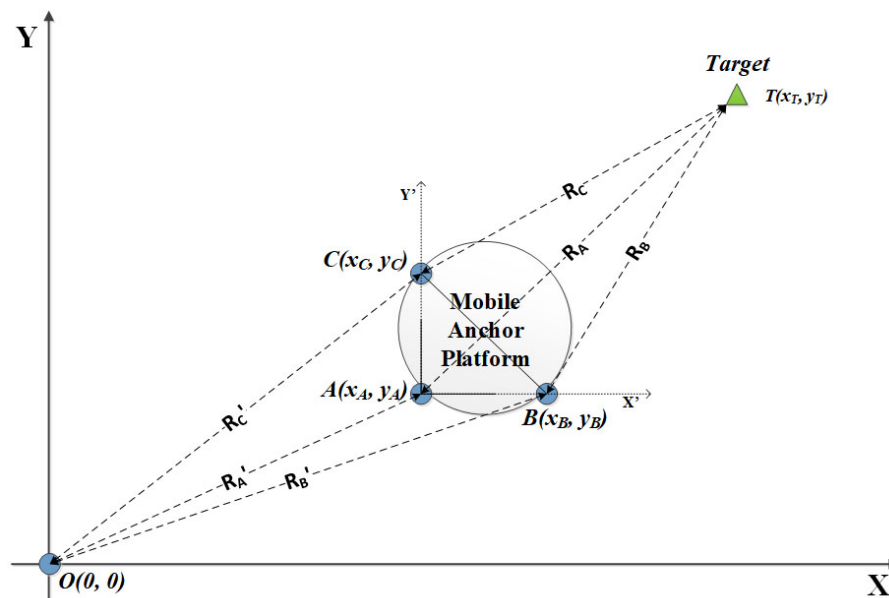 Y
Target
T(xT, yT)
RC
Y'
RA
RB
C(xC, yC)
Mobile
Anchor
Platform
A(xA, yA)
X'
B(xB, yB)
RC'
RA'
RB'
O(0, 0)
X